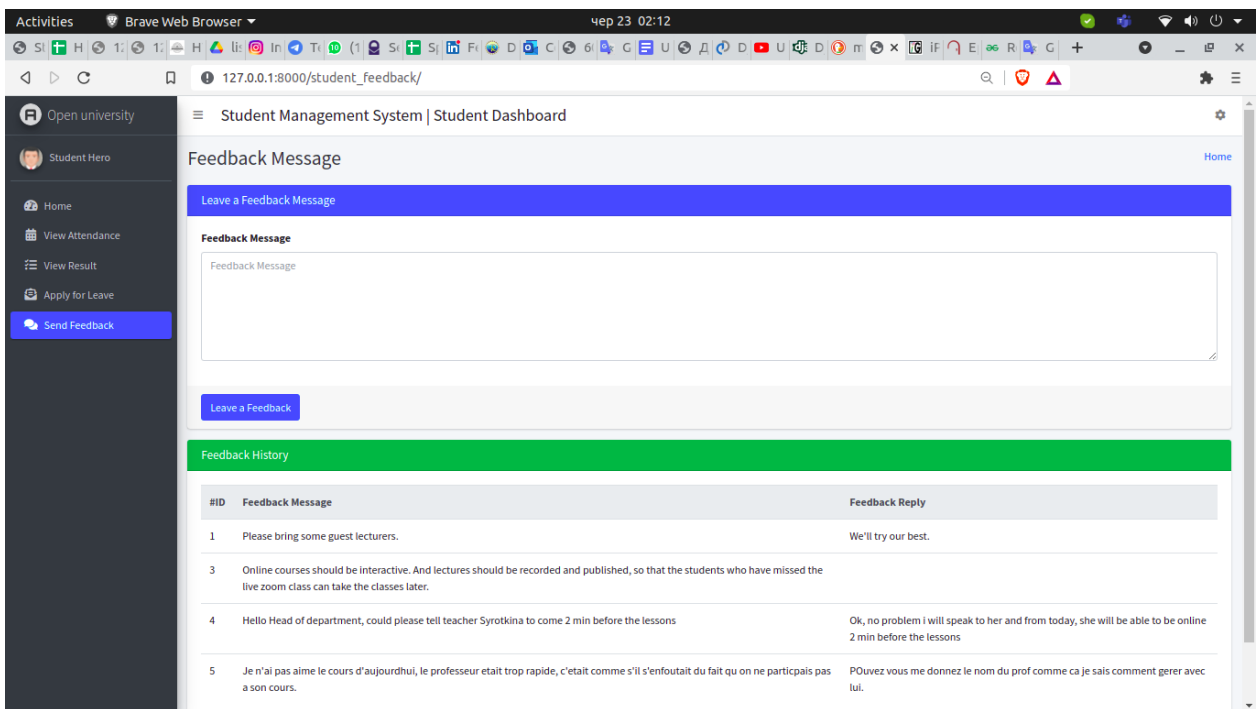 Activities
Brave Web Browser
чер 23 02:12
127.0.0.1:8000/student_feedback/
Open university
Student Management System | Student Dashboard
Student Hero
Feedback Message
Home
Leave a Feedback Message
Home
View Attendance
View Result
Apply for Leave
Send Feedback
Feedback Message
Feedback Message
Leave a Feedback
Feedback History
#ID Feedback Message Feedback Reply
1 Please bring some guest lecturers. We'll try our best.
3 Online courses should be interactive. And lectures should be recorded and published, so that the students who have missed the
live zoom class can take the classes later.
4 Hello Head of department, could please tell teacher Syrotkina to come 2 min before the lessons
Ok, no problem i will speak to her and from today, she will be able to be online
2 min before the lessons
5 Je n'ai pas aime le cours d'aujourdhui, le professeur etait trop rapide, c'etait comme s'il s'enfoutait du fait qu on ne particpais pas
a son cours.
POuvez vous me donnez le nom du prof comme ca je sais comment gerer avec
lui.